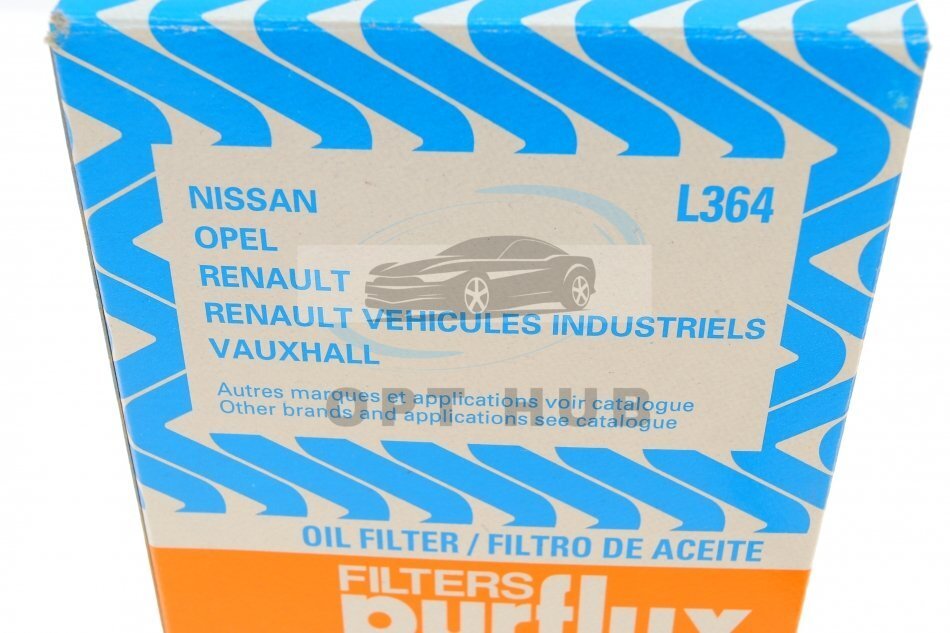 NISSAN
L364
OPEL
RENAULT
RENAULT VEHICULES INDUSTRIELS
VAUXHALL
Autres marques et applications voir catalogue
Other brands and applications see catalogue
OPT HUB
OIL FILTER / FILTRO DE ACEITE
FILTERS
purflux